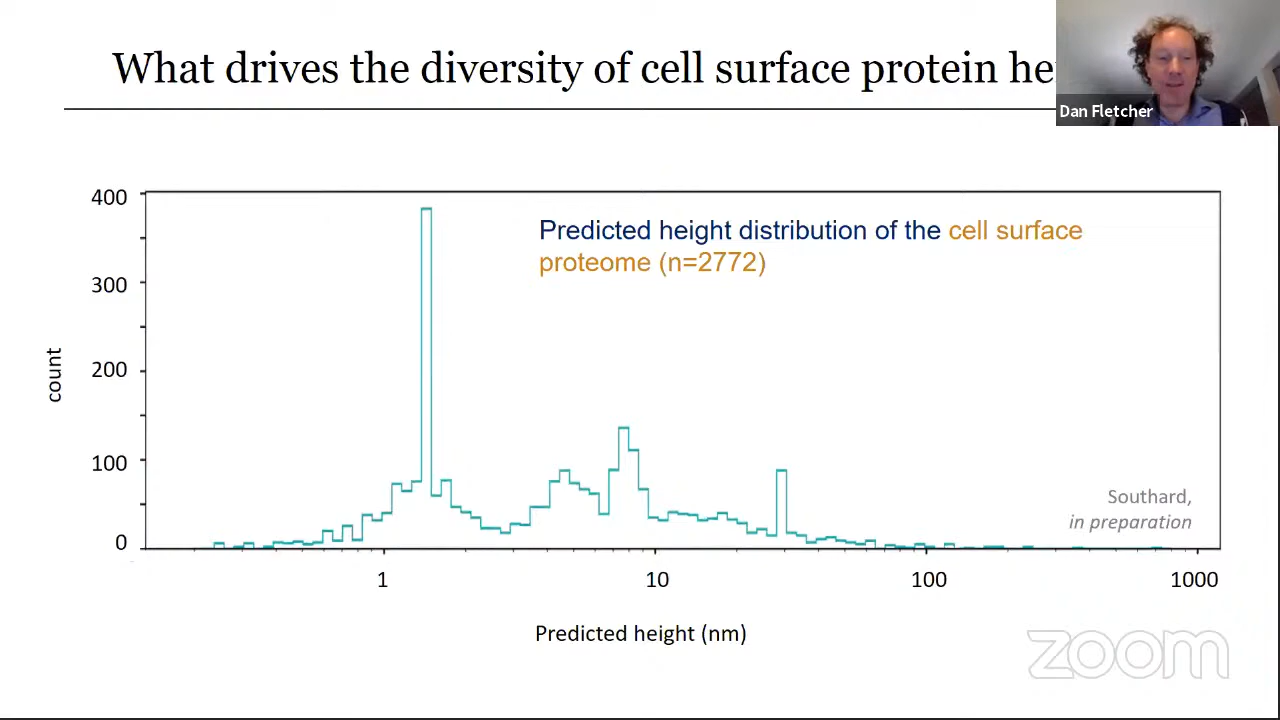 What drives the diversity of cell surface protein he
Dan Fletcher
400
300
200
100
0
count
Predicted height distribution of the cell surface
proteome (n=2772)
Southard,
in preparation
1
10
100
1000
Predicted height (nm)
zoom